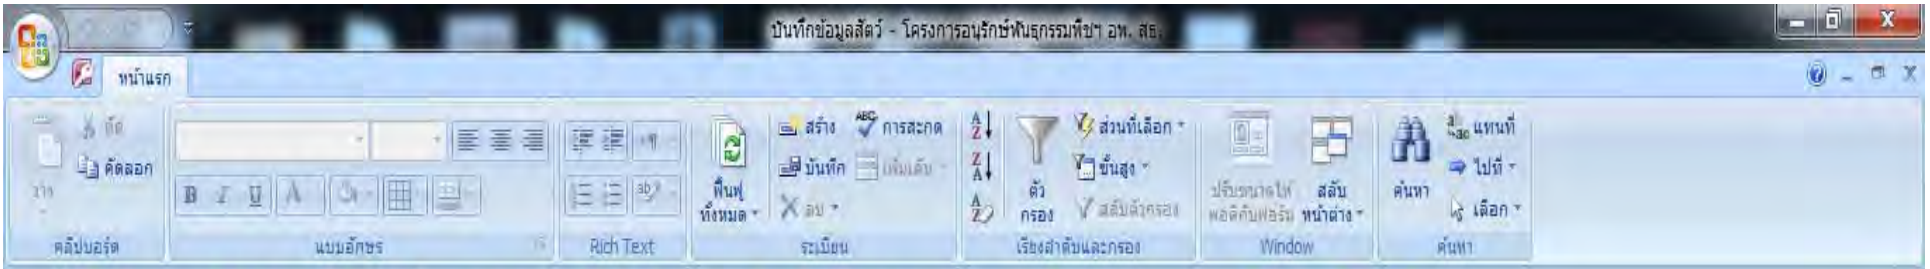 บันทึกข้อมูลสัตว์ - โครงการอนุรักษ์พันธุกรรมพืชฯ อพ. สธ.
หน้าแรก
วาง
ตัด
คัดลอก
คลิปบอร์ด
B I U A
แบบอักษร
Rich Text
ฟื้นฟู
ทั้งหมด
สร้าง
บันทึก
ลบ
ABC การสะกด
เพิ่มเติม
ระเบียน
ตัว
กรอง
ส่วนที่เลือก
ขั้นสูง
สลับตัวกรอง
เรียงลำดับและกรอง
ปรับขนาดให้
พอดีกับฟอร์ม
สลับ
หน้าต่าง
Window
ค้นหา
แทนที่
ไปที่
เลือก
ค้นหา